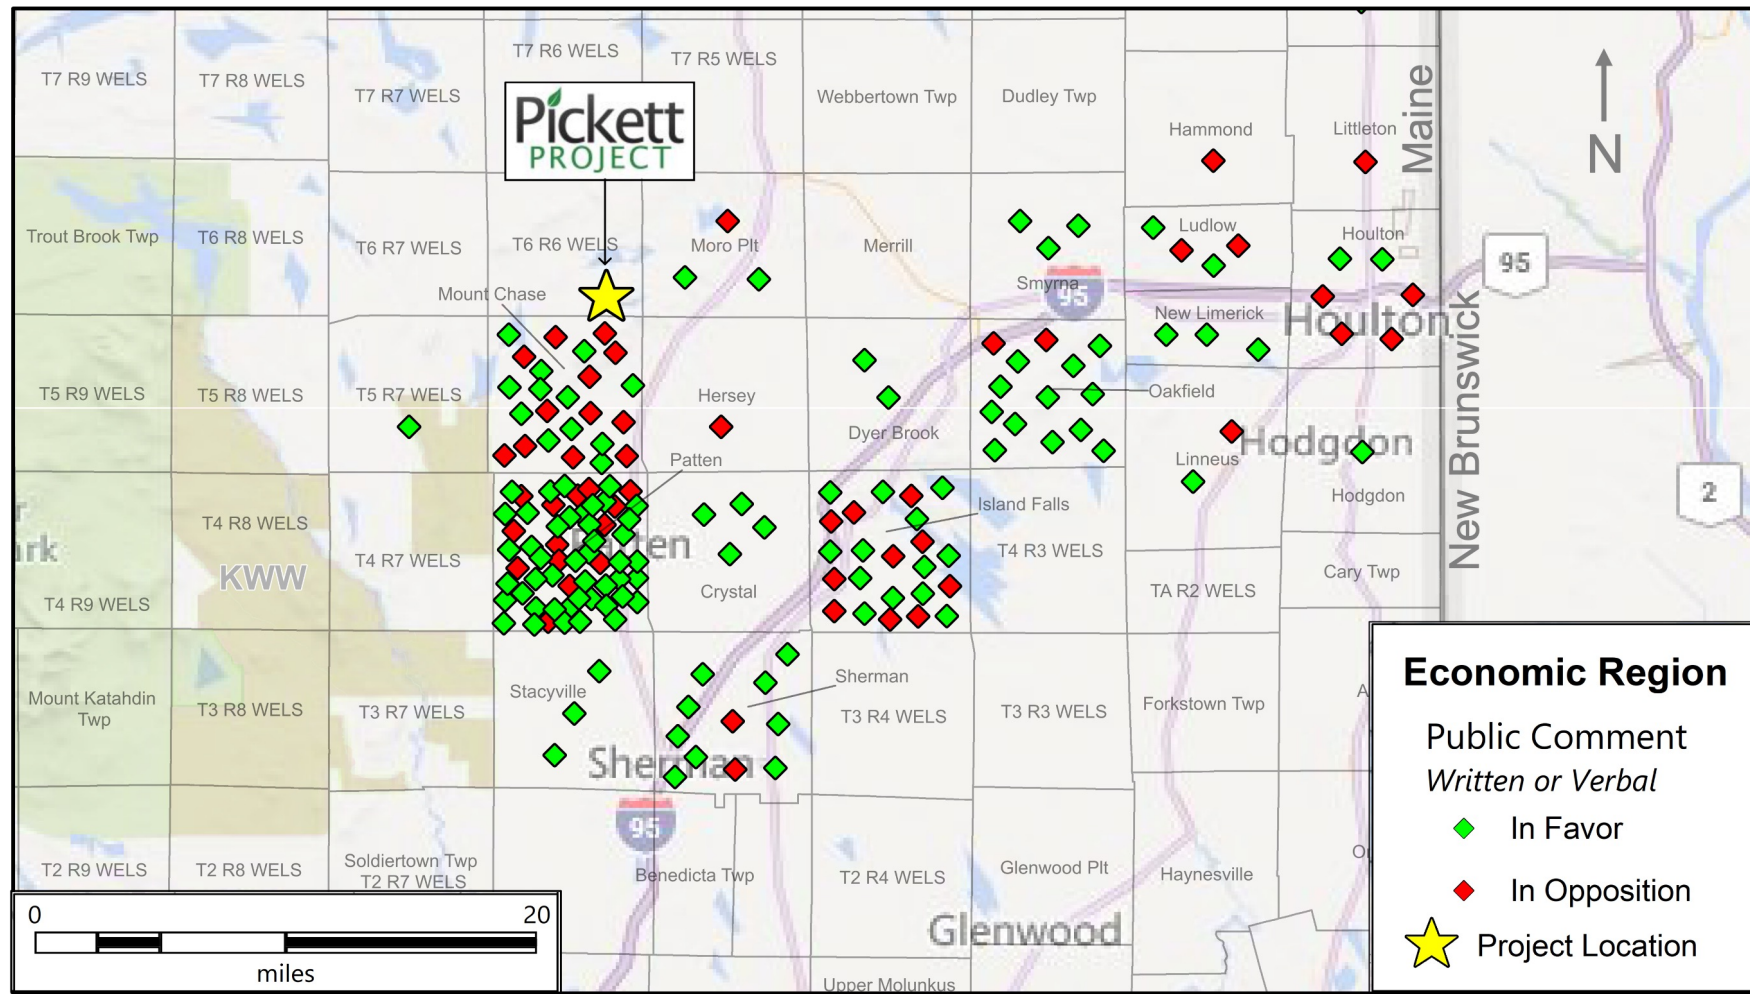 T7 R9 WELS
T7 R8 WELS
T7 R7 WELS
T7 R6 WELS
T7 R5 WELS
Webbertown Twp
Dudley Twp
Hammond
Littleton
Maine
N
Pickett
PROJECT
Trout Brook Twp
T6 R8 WELS
T6 R7 WELS
T6 R6 WELS
Moro Plt
Merrill
Smyrna
95
Ludlow
Houlton
95
Mount Chase
New Limerick
Houlton
New Brunswick
T5 R9 WELS
T5 R8 WELS
T5 R7 WELS
Hersey
Dyer Brook
Oakfield
Linneus
Hodgdon
Hodgdon
2
Patten
Island Falls
T4 R8 WELS
T4 R7 WELS
Patten
Crystal
T4 R3 WELS
TA R2 WELS
Cary Twp
ark
KWW
T4 R9 WELS
Mount Katahdin
Twp
T3 R8 WELS
T3 R7 WELS
Stacyville
Sherman
Sherman
T3 R4 WELS
T3 R3 WELS
Forkstown Twp
A
95
T2 R9 WELS
T2 R8 WELS
Soldiertown Twp
T2 R7 WELS
Benedicta Twp
T2 R4 WELS
Glenwood Plt
Haynesville
Glenwood
Upper Molunkus
0 20
miles
Economic Region
Public Comment
Written or Verbal
In Favor
In Opposition
Project Location